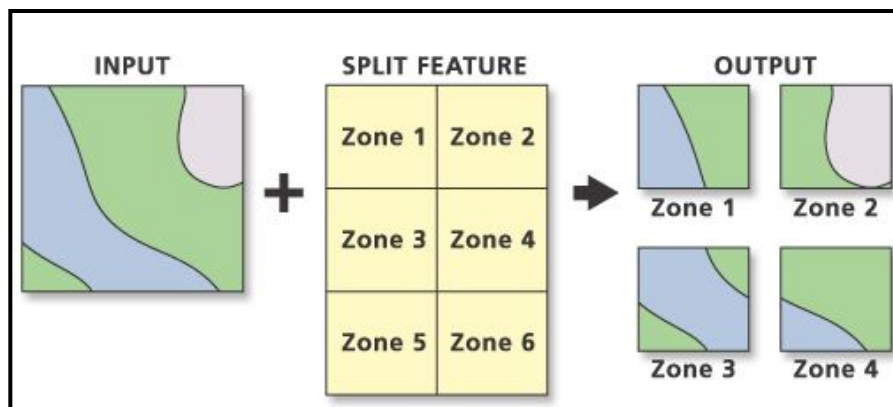 INPUT
SPLIT FEATURE
OUTPUT
Zone 1
Zone 2
Zone 3
Zone 4
Zone 5
Zone 6
+
Zone 1
Zone 2
Zone 3
Zone 4